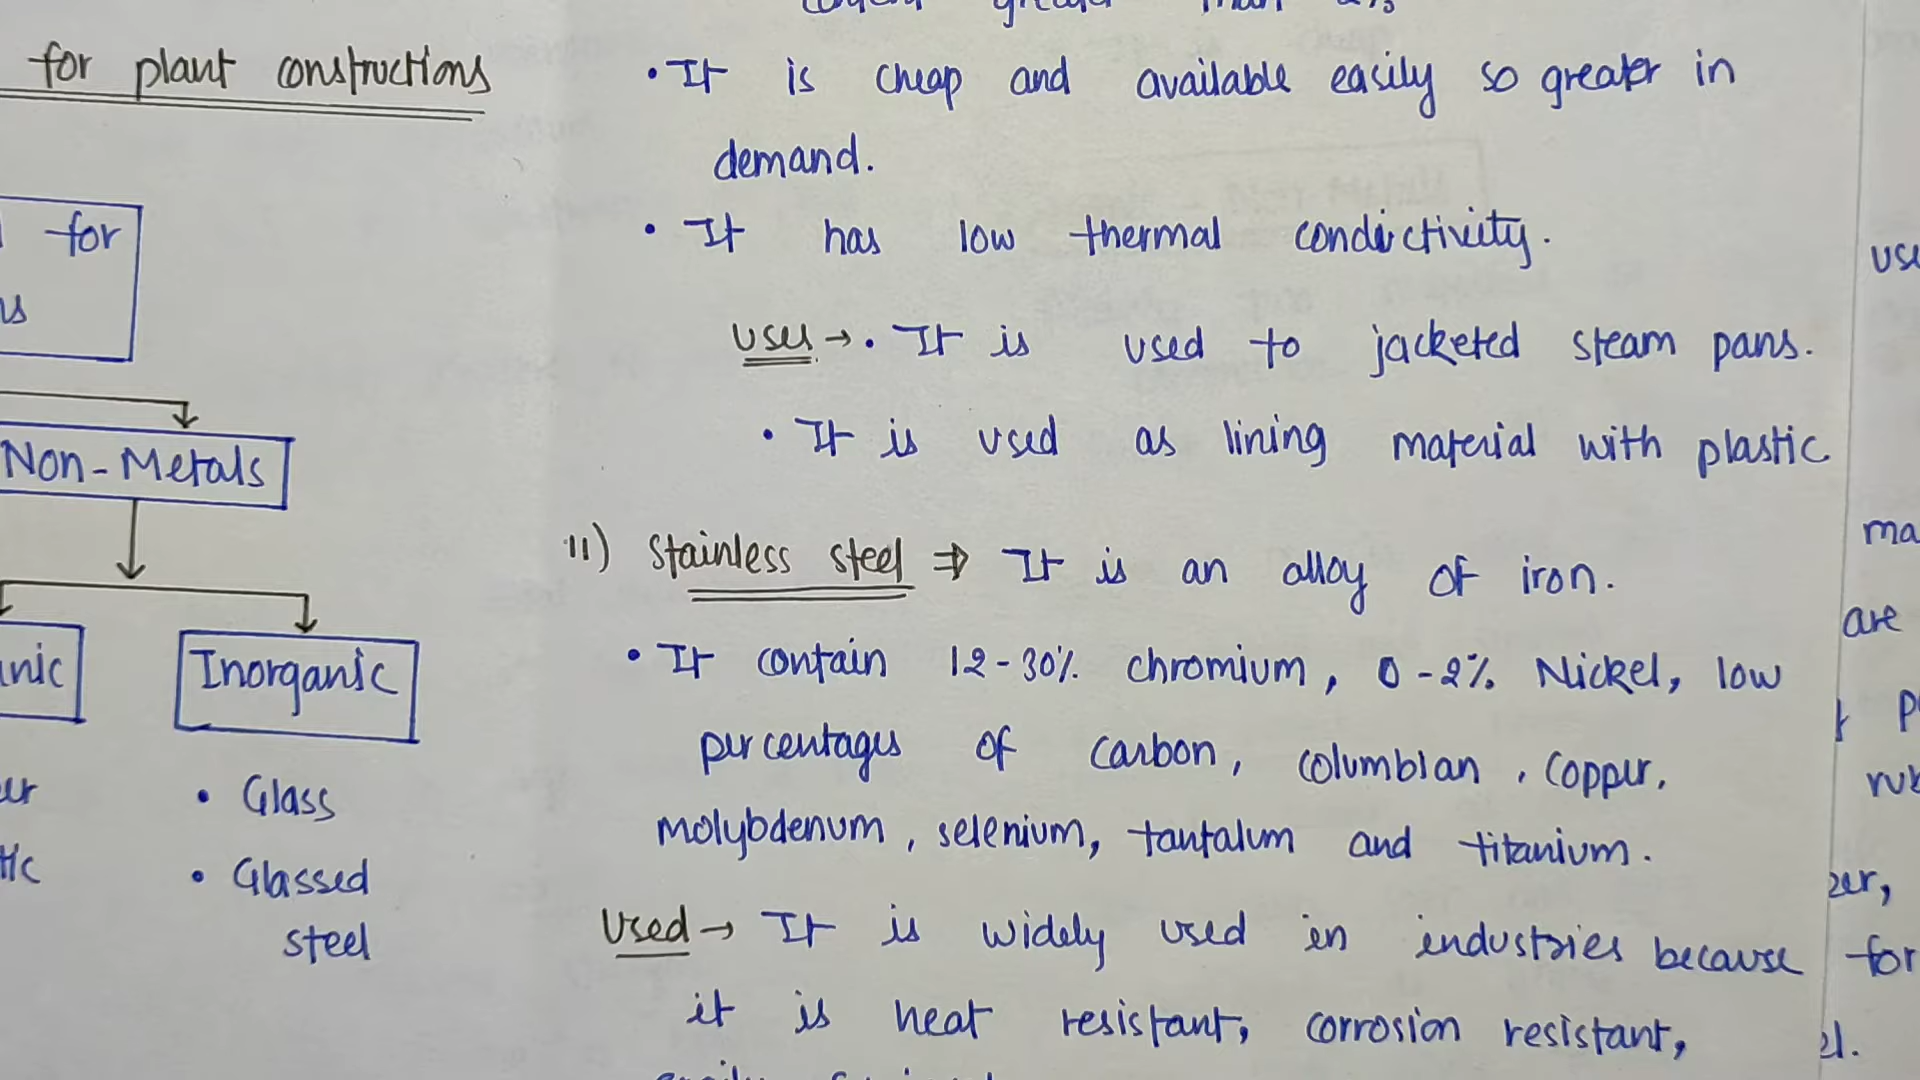 for plant constructions
for
Non-Metals
Inorganic
• Glass
• Glassed
steel
• It is cheap and available easily so greater in
demand.
• It has low thermal condictivity.
uses → • It is used to jacketed steam pans.
• It is used as lining material with plastic
11) Stainless steel ⇒ It is an alloy of iron.
• It contain 12-30% chromium, 0-2% Nickel, low
percentages of carbon, columbian, copper,
molybdenum, selenium, tantalum and titanium.
Used → It is widely used in industries because
it is heat resistant, corrosion resistant,
are
for